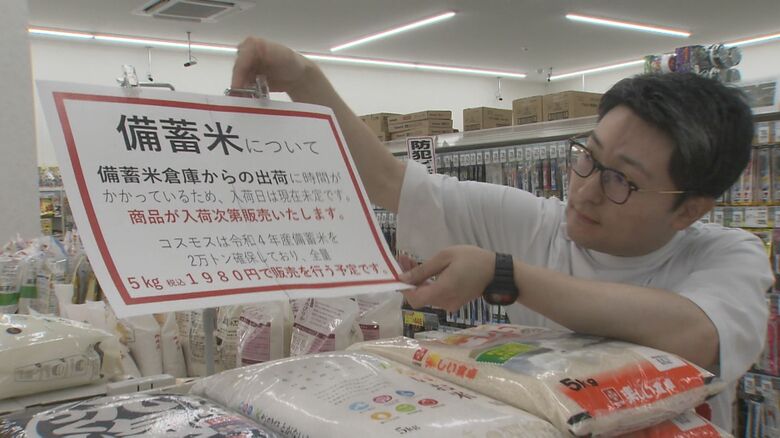 備蓄米について
備蓄米倉庫からの出荷に時間が
かかっているため、入荷日は現在未定です。
商品が入荷次第販売いたします。
コスモスは令和4年産備蓄米を
2万トン確保しており、全量
5kg 税込1980円で販売を行う予定です。
防犯
5kg
5kg